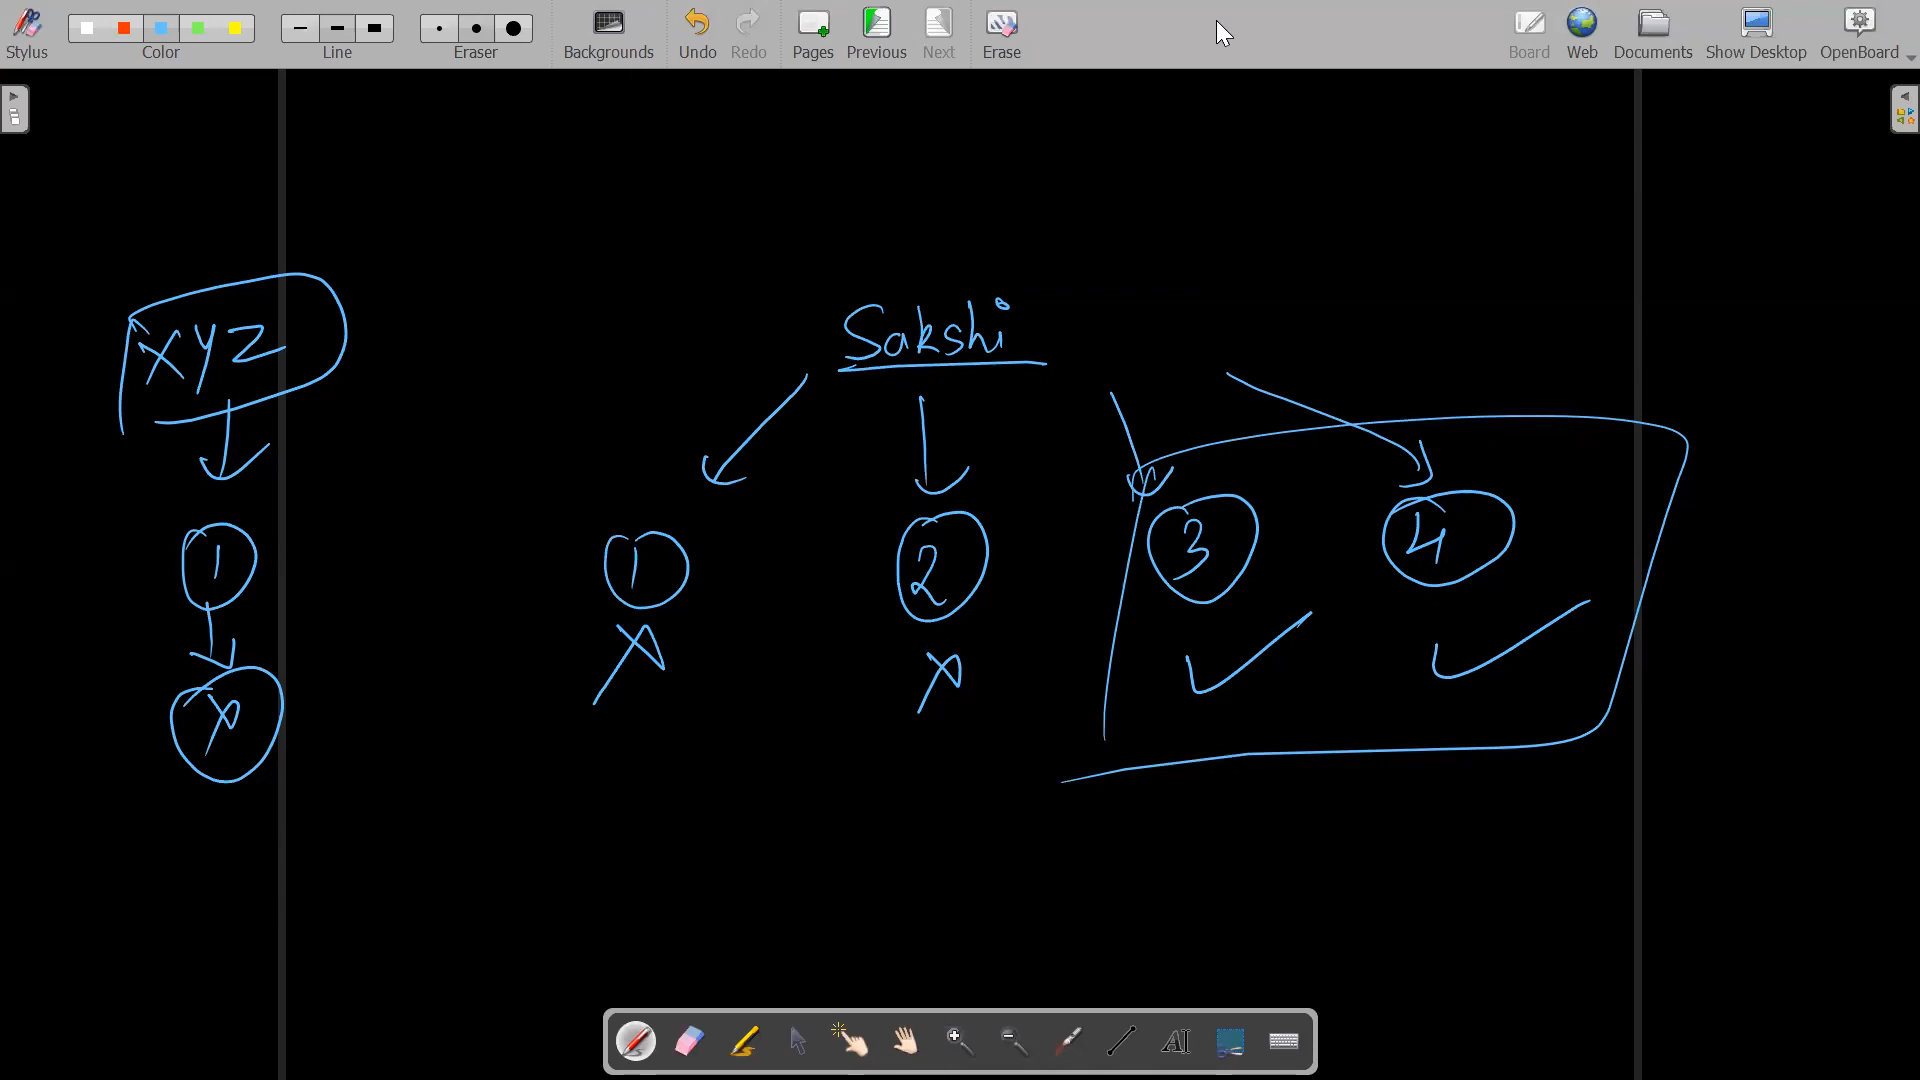 Stylus Color Line Eraser Backgrounds Undo Redo Pages Previous Next Erase Board Web Documents Show Desktop OpenBoard
Sakshi
xyz
1 1 2 3 4
AI